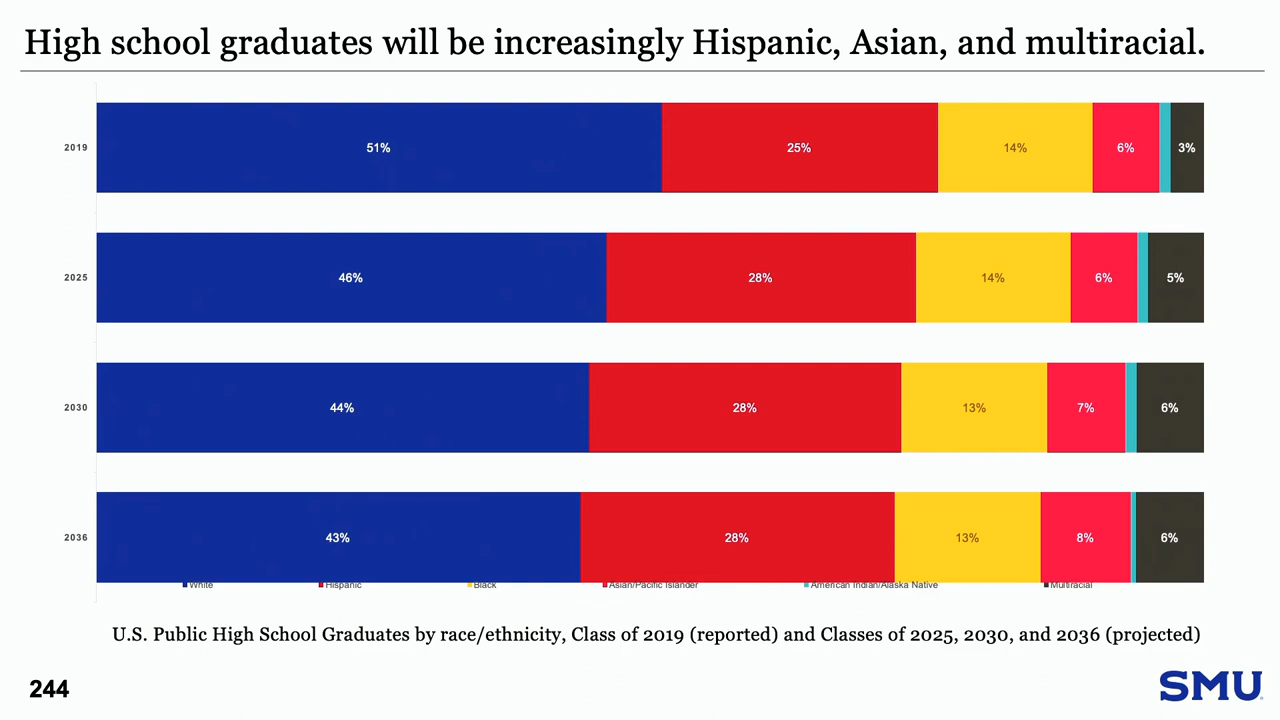 High school graduates will be increasingly Hispanic, Asian, and multiracial.
2019 51% 25% 14% 6% 3%
2025 46% 28% 14% 6% 5%
2030 44% 28% 13% 7% 6%
2036 43% 28% 13% 8% 6%
White Hispanic Black Asian/Pacific Islander American Indian/Alaska Native Multiracial
U.S. Public High School Graduates by race/ethnicity, Class of 2019 (reported) and Classes of 2025, 2030, and 2036 (projected)
244
SMU